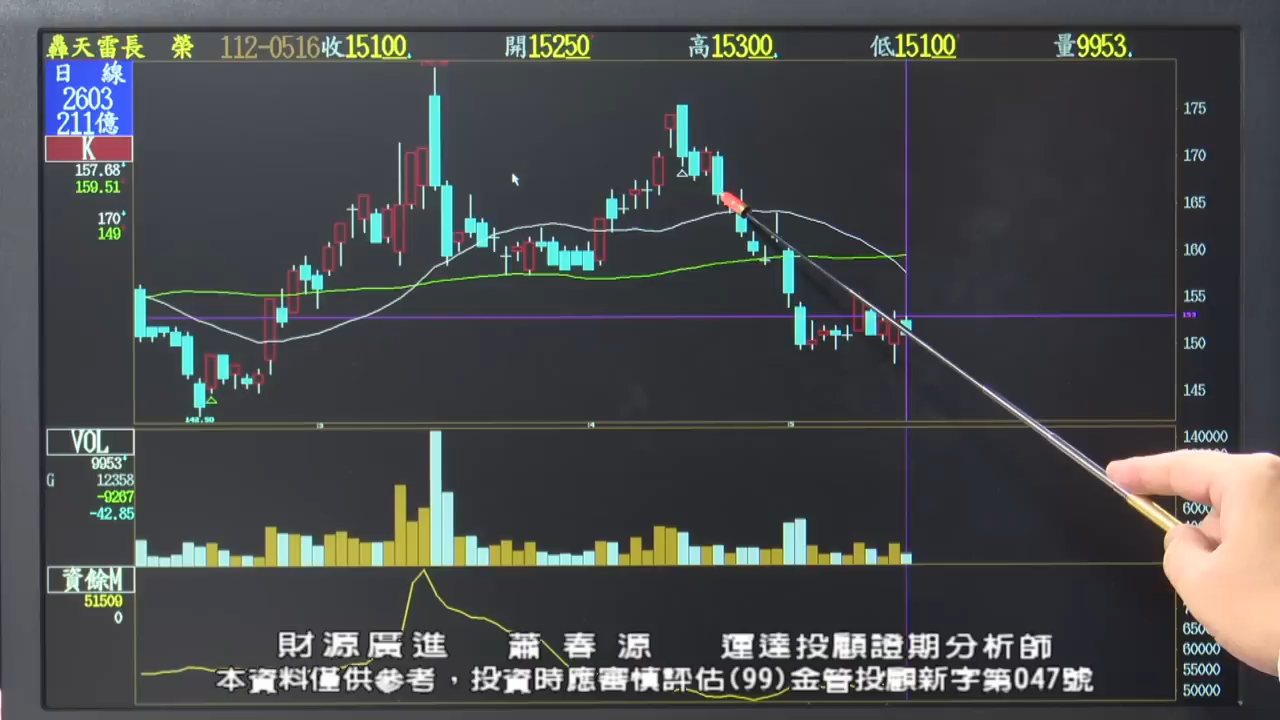 轟天雷長 榮 112-0516收15100 開15250 高15300 低15100 量9953
日 線
2603
211億
K
157.68
159.51
170
149
175
170
165
160
155
153
150
145
142.50
3 4 5
VOL
9953
G 12358
-9267
-42.85
140000
資餘M
51509
0
65000
60000
55000
50000
財源廣進 蕭春源 運達投顧證期分析師
本資料僅供參考，投資時應審慎評估(99)金管投顧新字第047號